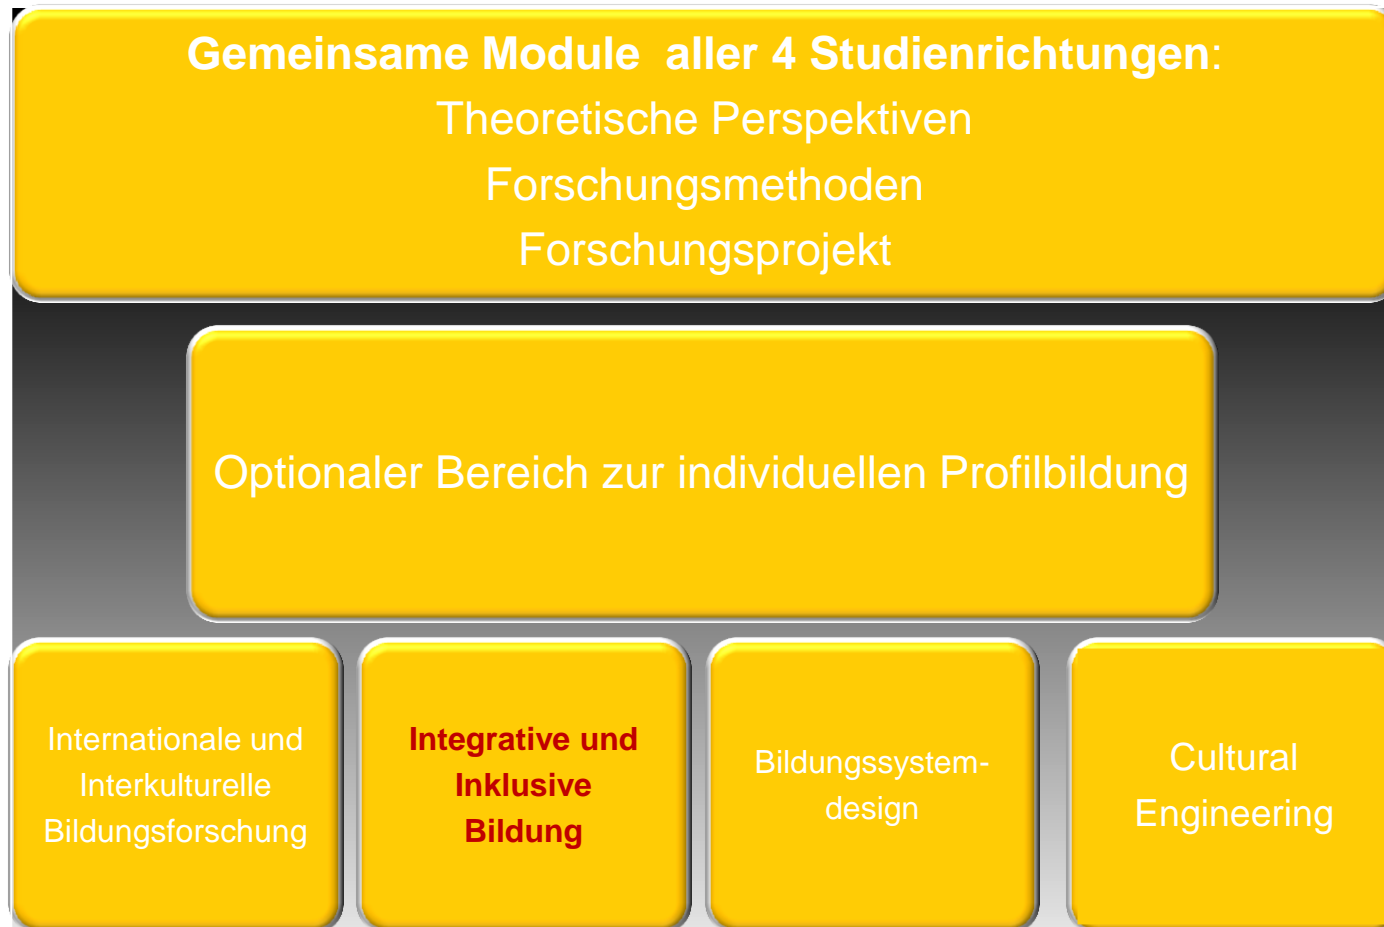 Gemeinsame Module  aller 4 Studienrichtungen:
Theoretische Perspektiven
Forschungsmethoden
Forschungsprojekt
Optionaler Bereich zur individuellen Profilbildung
Internationale und
Interkulturelle
Bildungsforschung
Integrative und
Inklusive
Bildung
Bildungssystem-
design
Cultural
Engineering